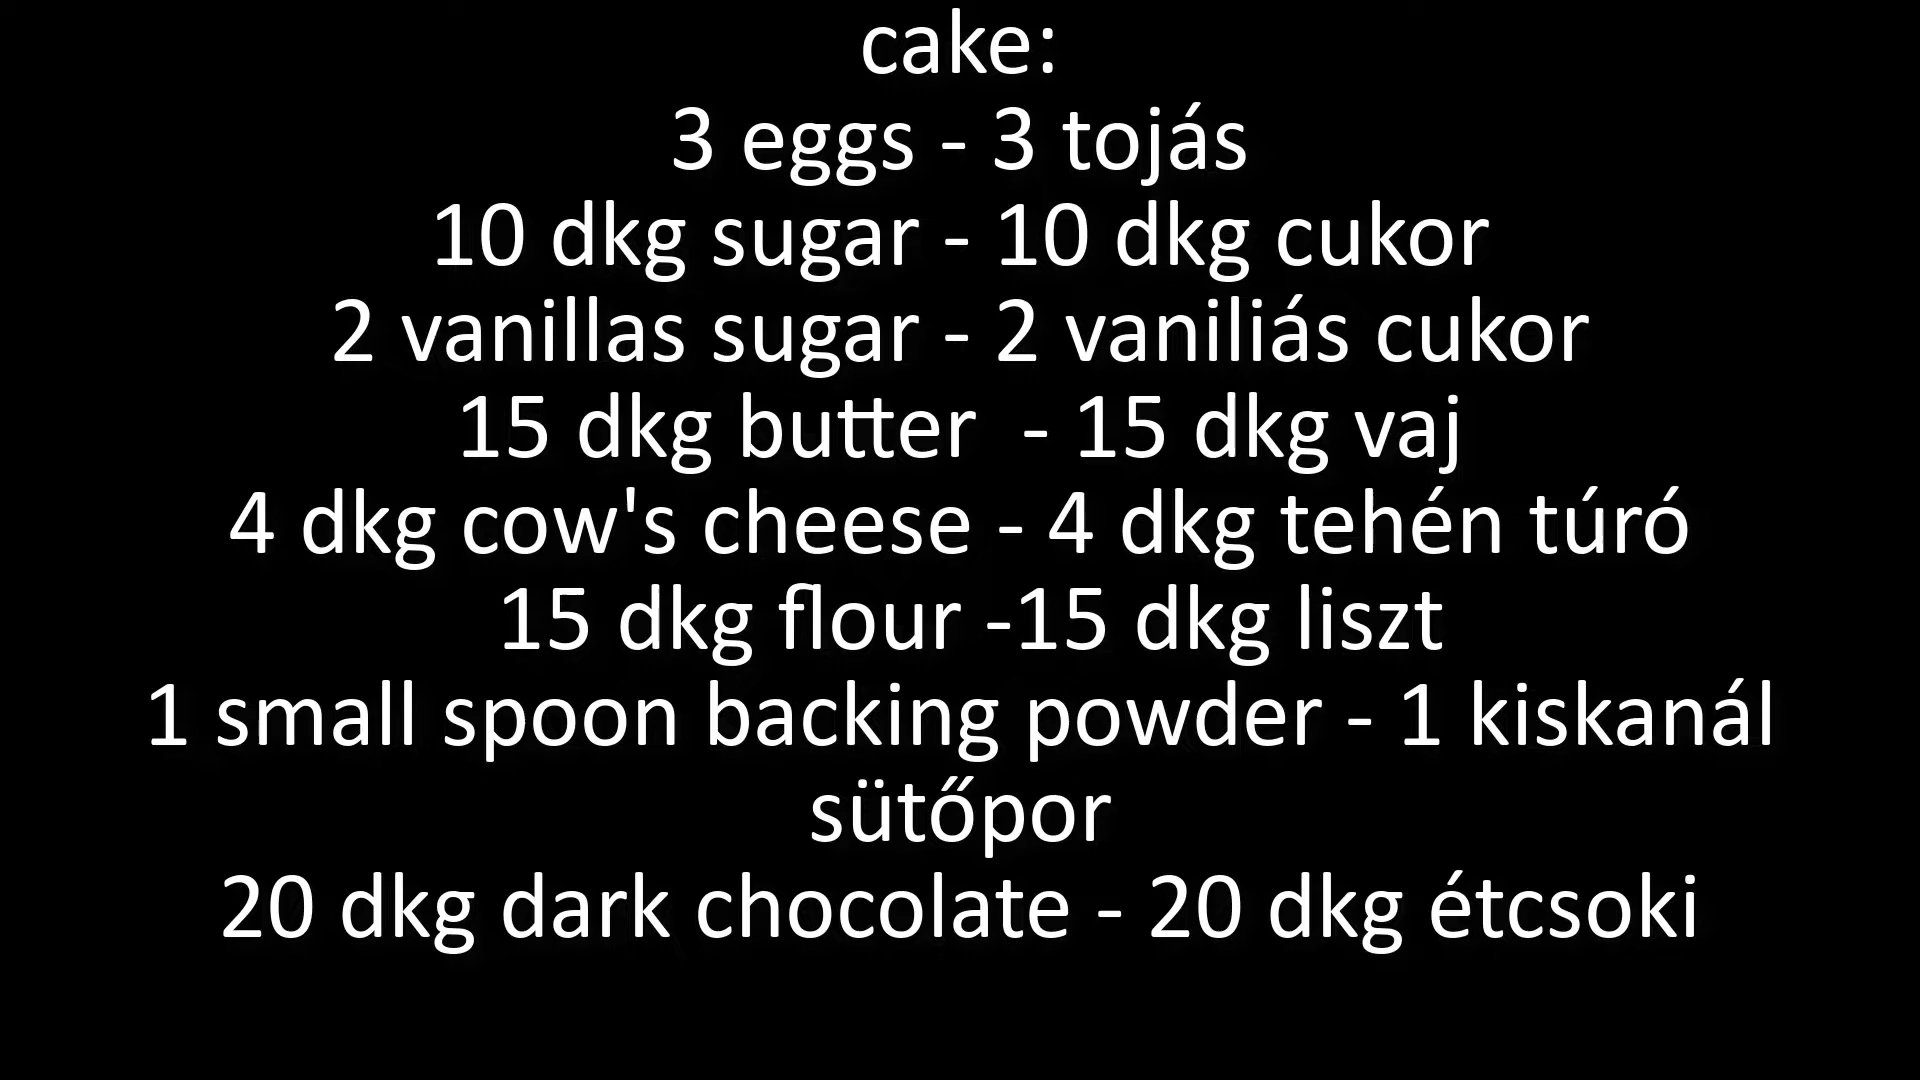 cake:
3 eggs - 3 tojás
10 dkg sugar - 10 dkg cukor
2 vanillas sugar - 2 vaniliás cukor
15 dkg butter  - 15 dkg vaj
4 dkg cow's cheese - 4 dkg tehén túró
15 dkg flour -15 dkg liszt
1 small spoon backing powder - 1 kiskanál
sütőpor
20 dkg dark chocolate - 20 dkg étcsoki